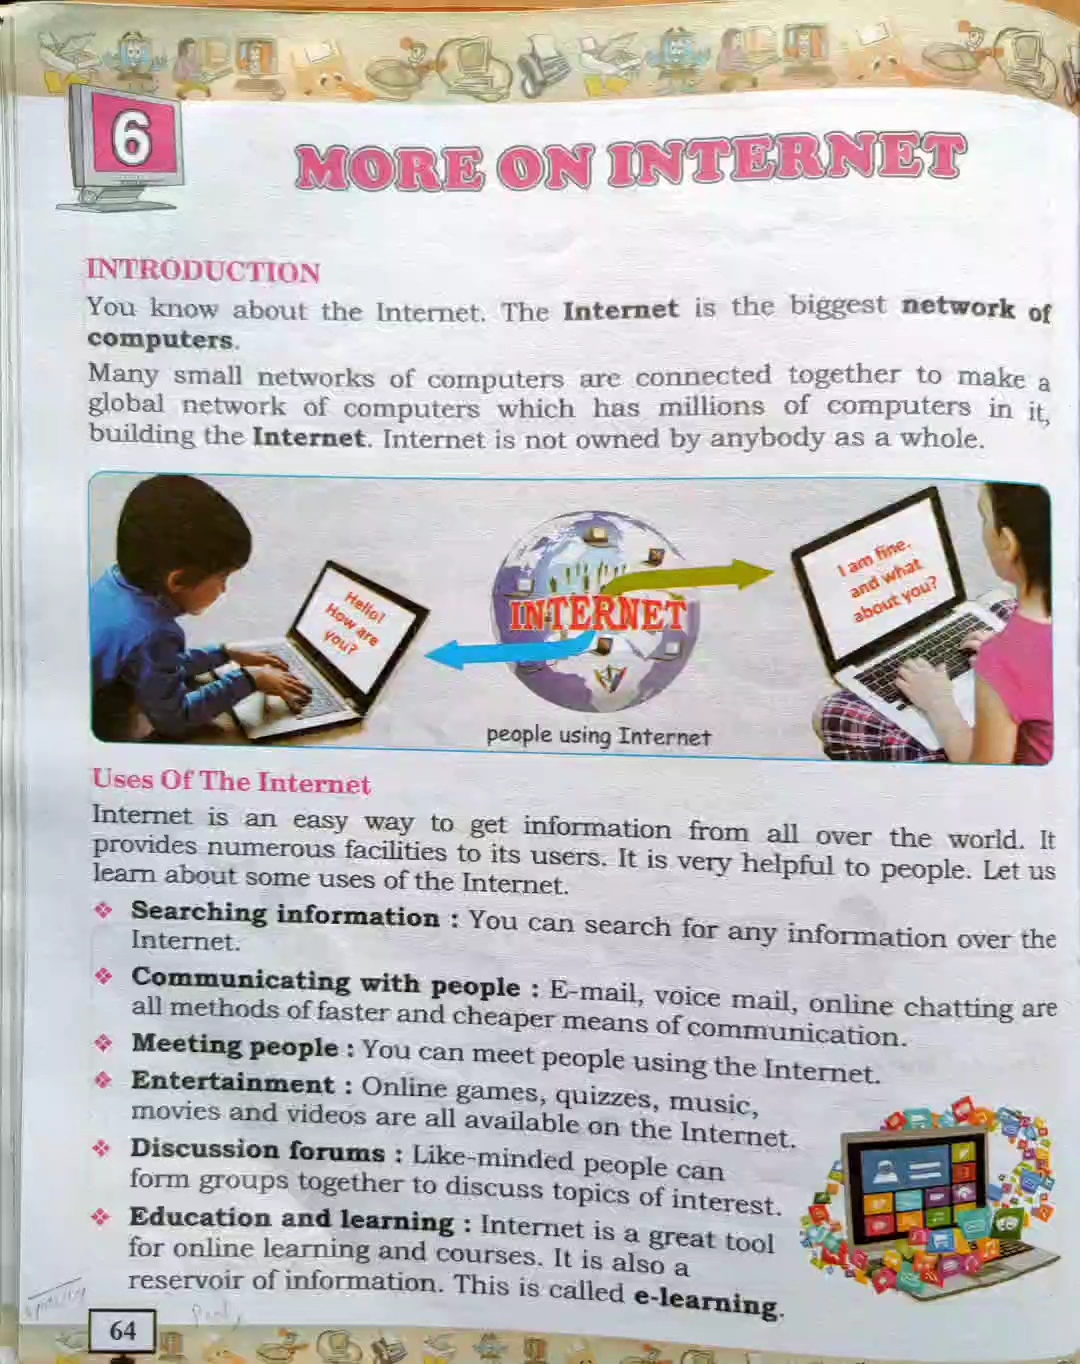 6
MORE ON INTERNET
INTRODUCTION
You know about the Internet. The Internet is the biggest network of
computers.
Many small networks of computers are connected together to make a
global network of computers which has millions of computers in it,
building the Internet. Internet is not owned by anybody as a whole.
Hello!
How are
you?
INTERNET
I am fine.
and what
about you?
people using Internet
Uses Of The Internet
Internet is an easy way to get information from all over the world. It
provides numerous facilities to its users. It is very helpful to people. Let us
learn about some uses of the Internet.
❖ Searching information : You can search for any information over the
Internet.
❖ Communicating with people : E-mail, voice mail, online chatting are
all methods of faster and cheaper means of communication.
❖ Meeting people : You can meet people using the Internet.
❖ Entertainment : Online games, quizzes, music,
movies and videos are all available on the Internet.
❖ Discussion forums : Like-minded people can
form groups together to discuss topics of interest.
❖ Education and learning : Internet is a great tool
for online learning and courses. It is also a
reservoir of information. This is called e-learning.
64